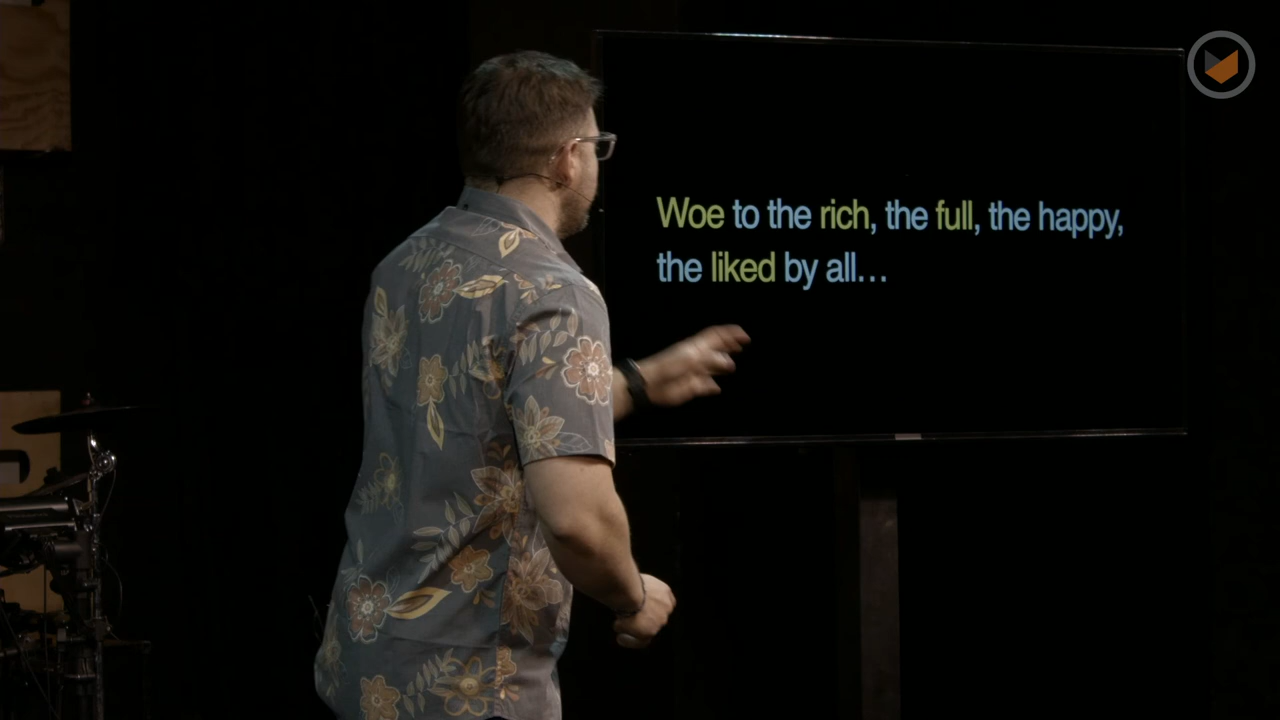 Woe to the rich, the full, the happy,
the liked by all...